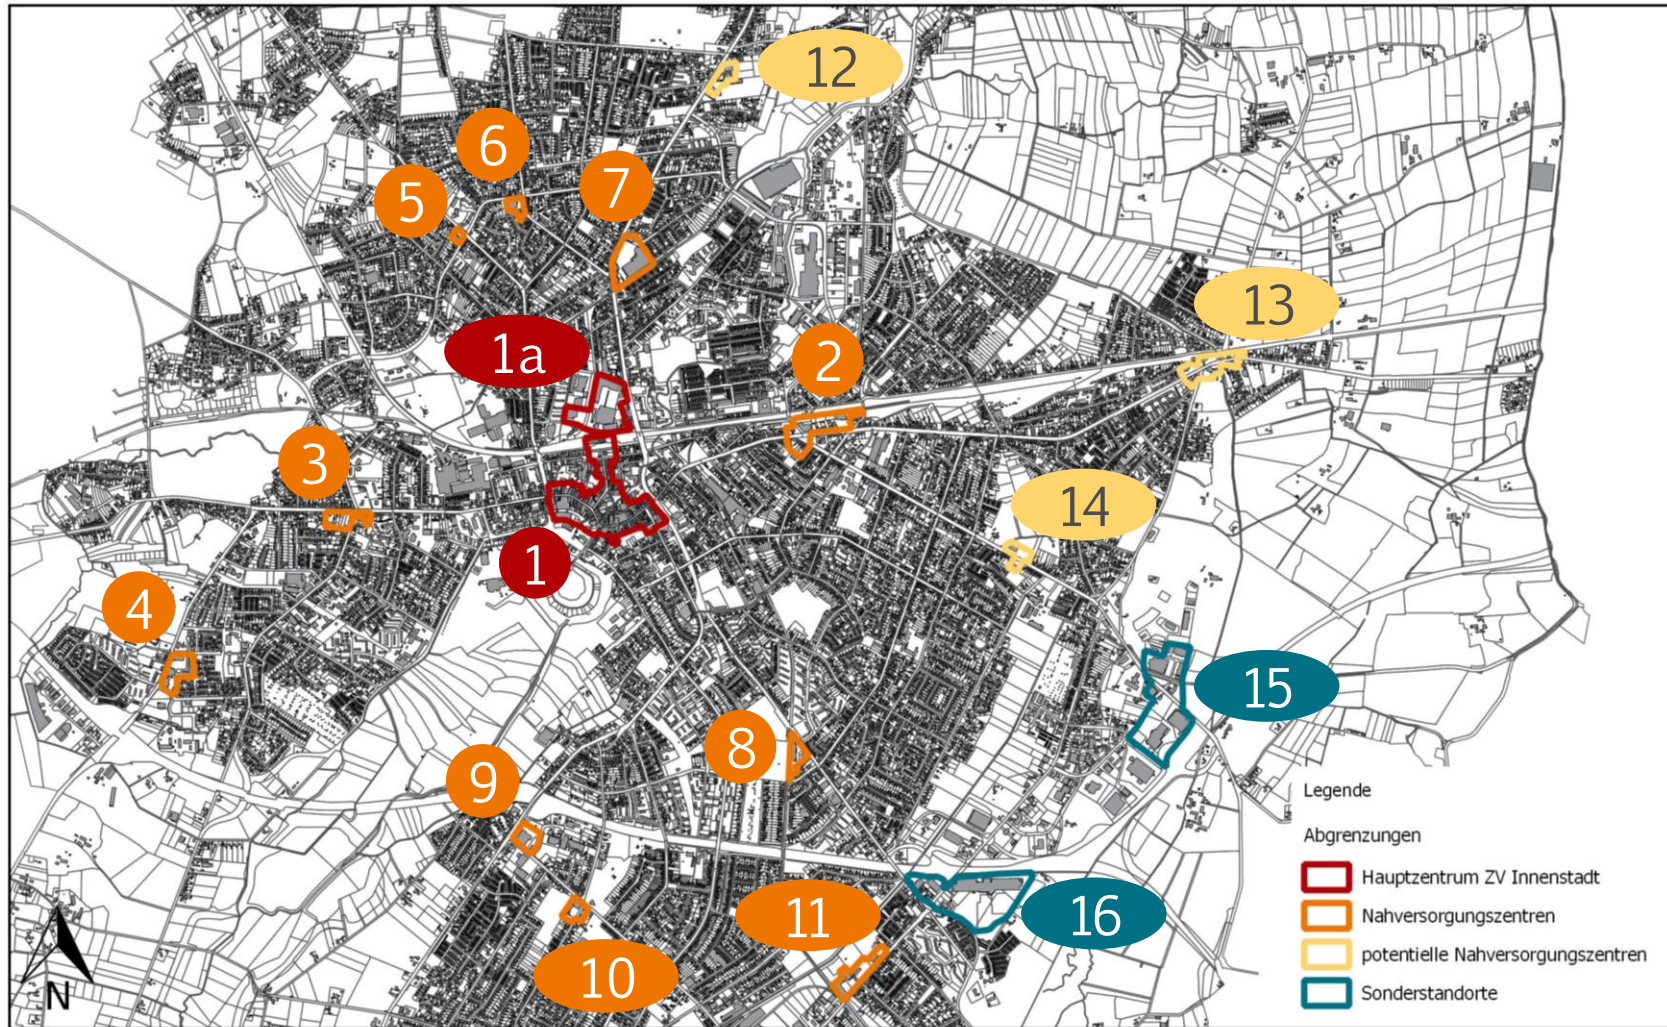 12
6
7
5
13
1a
2
3
14
1
4
15
8
9
Legende
Abgrenzungen
Hauptzentrum ZV Innenstadt
11
16
Nahversorgungszentren
potentielle Nahversorgungszentren
10
N
Sonderstandorte